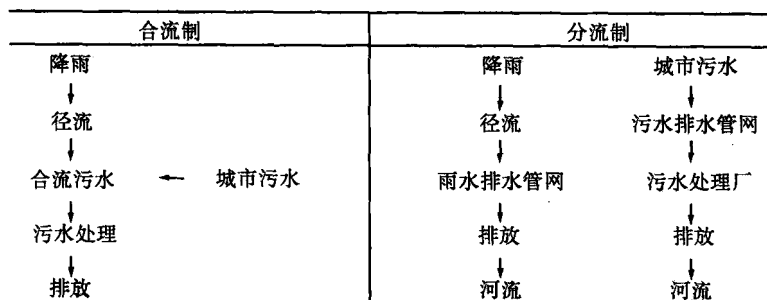 合流制 分流制
降雨 降雨 城市污水
径流 径流 污水排水管网
合流污水 城市污水 雨水排水管网 污水处理厂
污水处理 排放 排放
排放 河流 河流